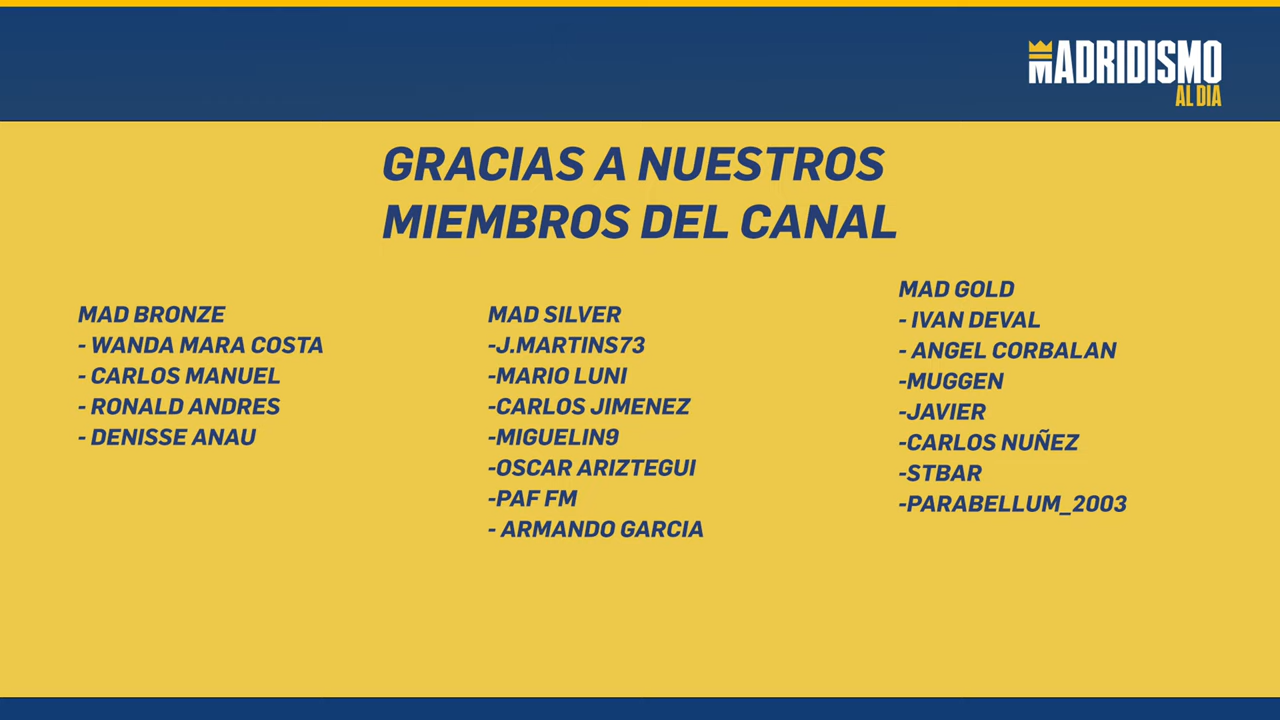 MADRIDISMO
AL DIA
GRACIAS A NUESTROS
MIEMBROS DEL CANAL
MAD BRONZE
- WANDA MARA COSTA
- CARLOS MANUEL
- RONALD ANDRES
- DENISSE ANAU
MAD SILVER
-J.MARTINS73
-MARIO LUNI
-CARLOS JIMENEZ
-MIGUELIN9
-OSCAR ARIZTEGUI
-PAF FM
- ARMANDO GARCIA
MAD GOLD
- IVAN DEVAL
- ANGEL CORBALAN
-MUGGEN
-JAVIER
-CARLOS NUÑEZ
-STBAR
-PARABELLUM_2003